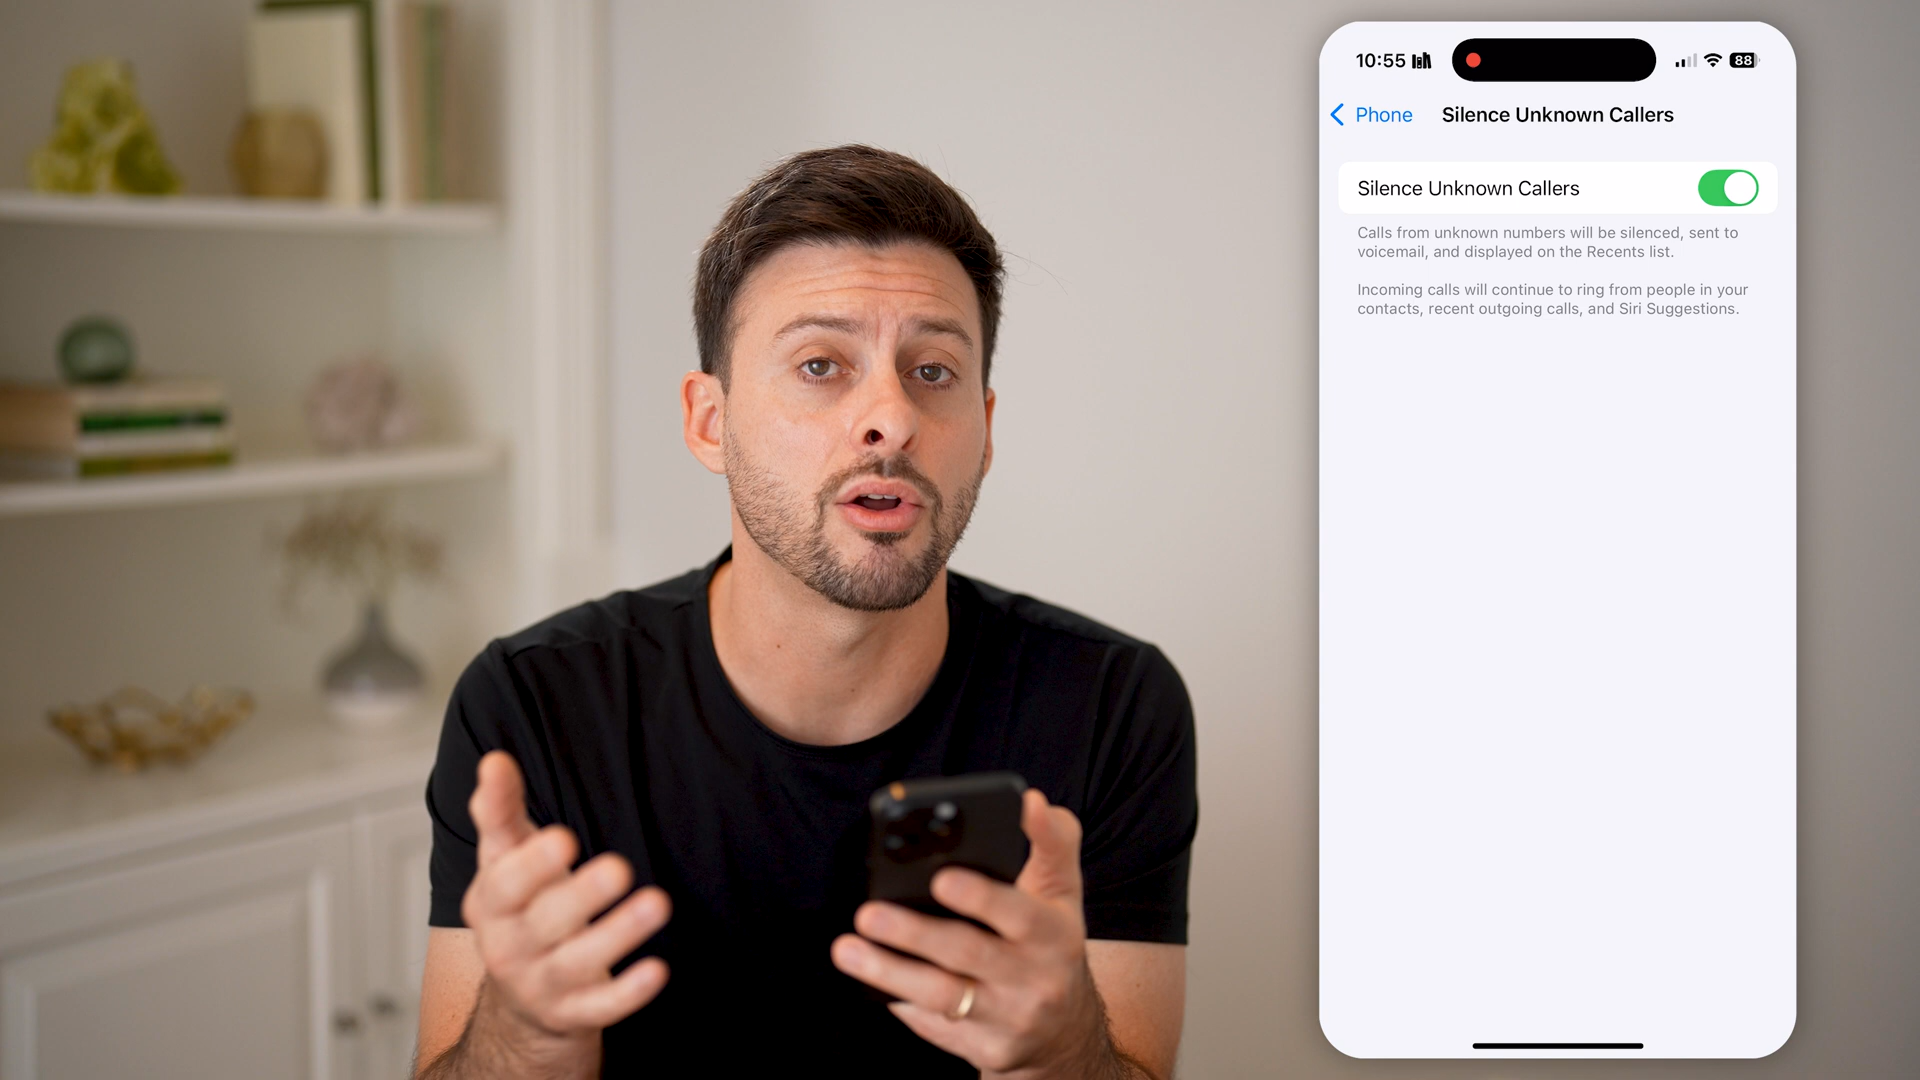 10:55
88
Phone
Silence Unknown Callers
Silence Unknown Callers
Calls from unknown numbers will be silenced, sent to
voicemail, and displayed on the Recents list.
Incoming calls will continue to ring from people in your
contacts, recent outgoing calls, and Siri Suggestions.